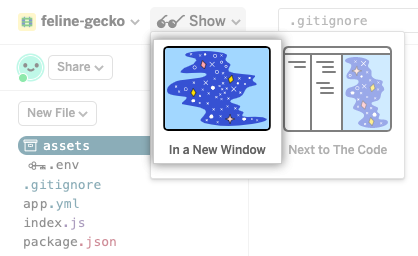 feline-gecko
Show
.gitignore
Share
New File
In a New Window
Next to The Code
assets
.env
.gitignore
app.yml
index.js
package.json